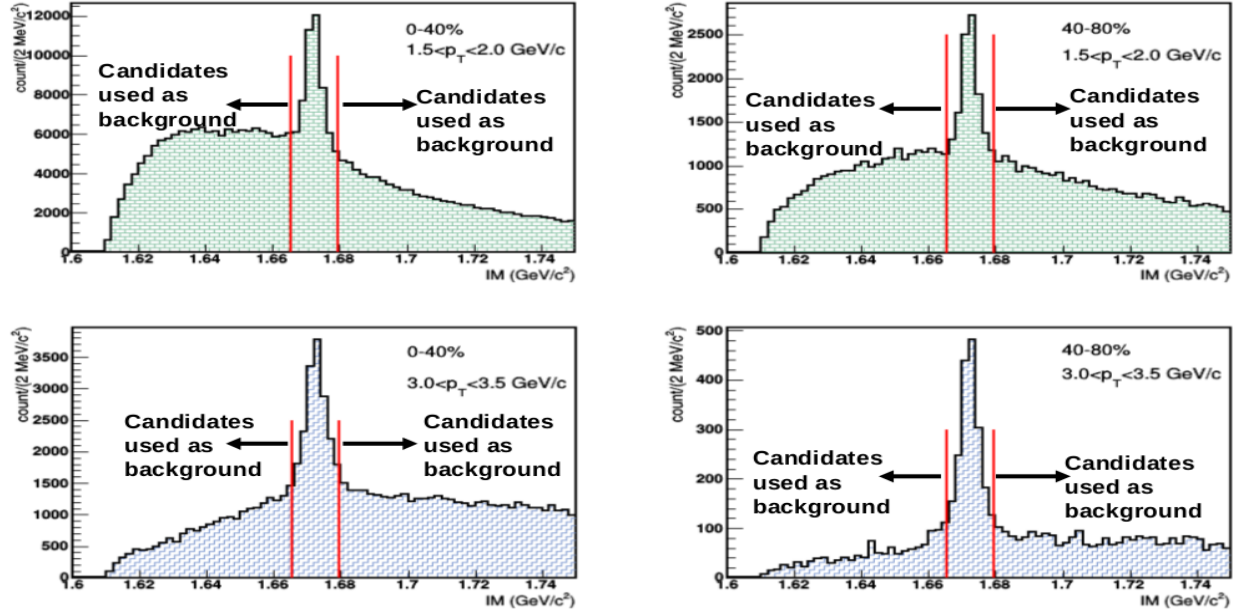 count/(2 MeV/c²)
12000
10000
8000
6000
4000
2000
0
0-40%
1.5<p_T<2.0 GeV/c
Candidates
used as
background
Candidates
used as
background
1.6 1.62 1.64 1.66 1.68 1.7 1.72 1.74
IM (GeV/c²)
count/(2 MeV/c²)
2500
2000
1500
1000
500
0
40-80%
1.5<p_T<2.0 GeV/c
Candidates
used as
background
Candidates
used as
background
1.6 1.62 1.64 1.66 1.68 1.7 1.72 1.74
IM (GeV/c²)
count/(2 MeV/c²)
3500
3000
2500
2000
1500
1000
500
0
0-40%
3.0<p_T<3.5 GeV/c
Candidates
used as
background
Candidates
used as
background
1.6 1.62 1.64 1.66 1.68 1.7 1.72 1.74
IM (GeV/c²)
count/(2 MeV/c²)
500
400
300
200
100
0
40-80%
3.0<p_T<3.5 GeV/c
Candidates
used as
background
Candidates
used as
background
1.6 1.62 1.64 1.66 1.68 1.7 1.72 1.74
IM (GeV/c²)